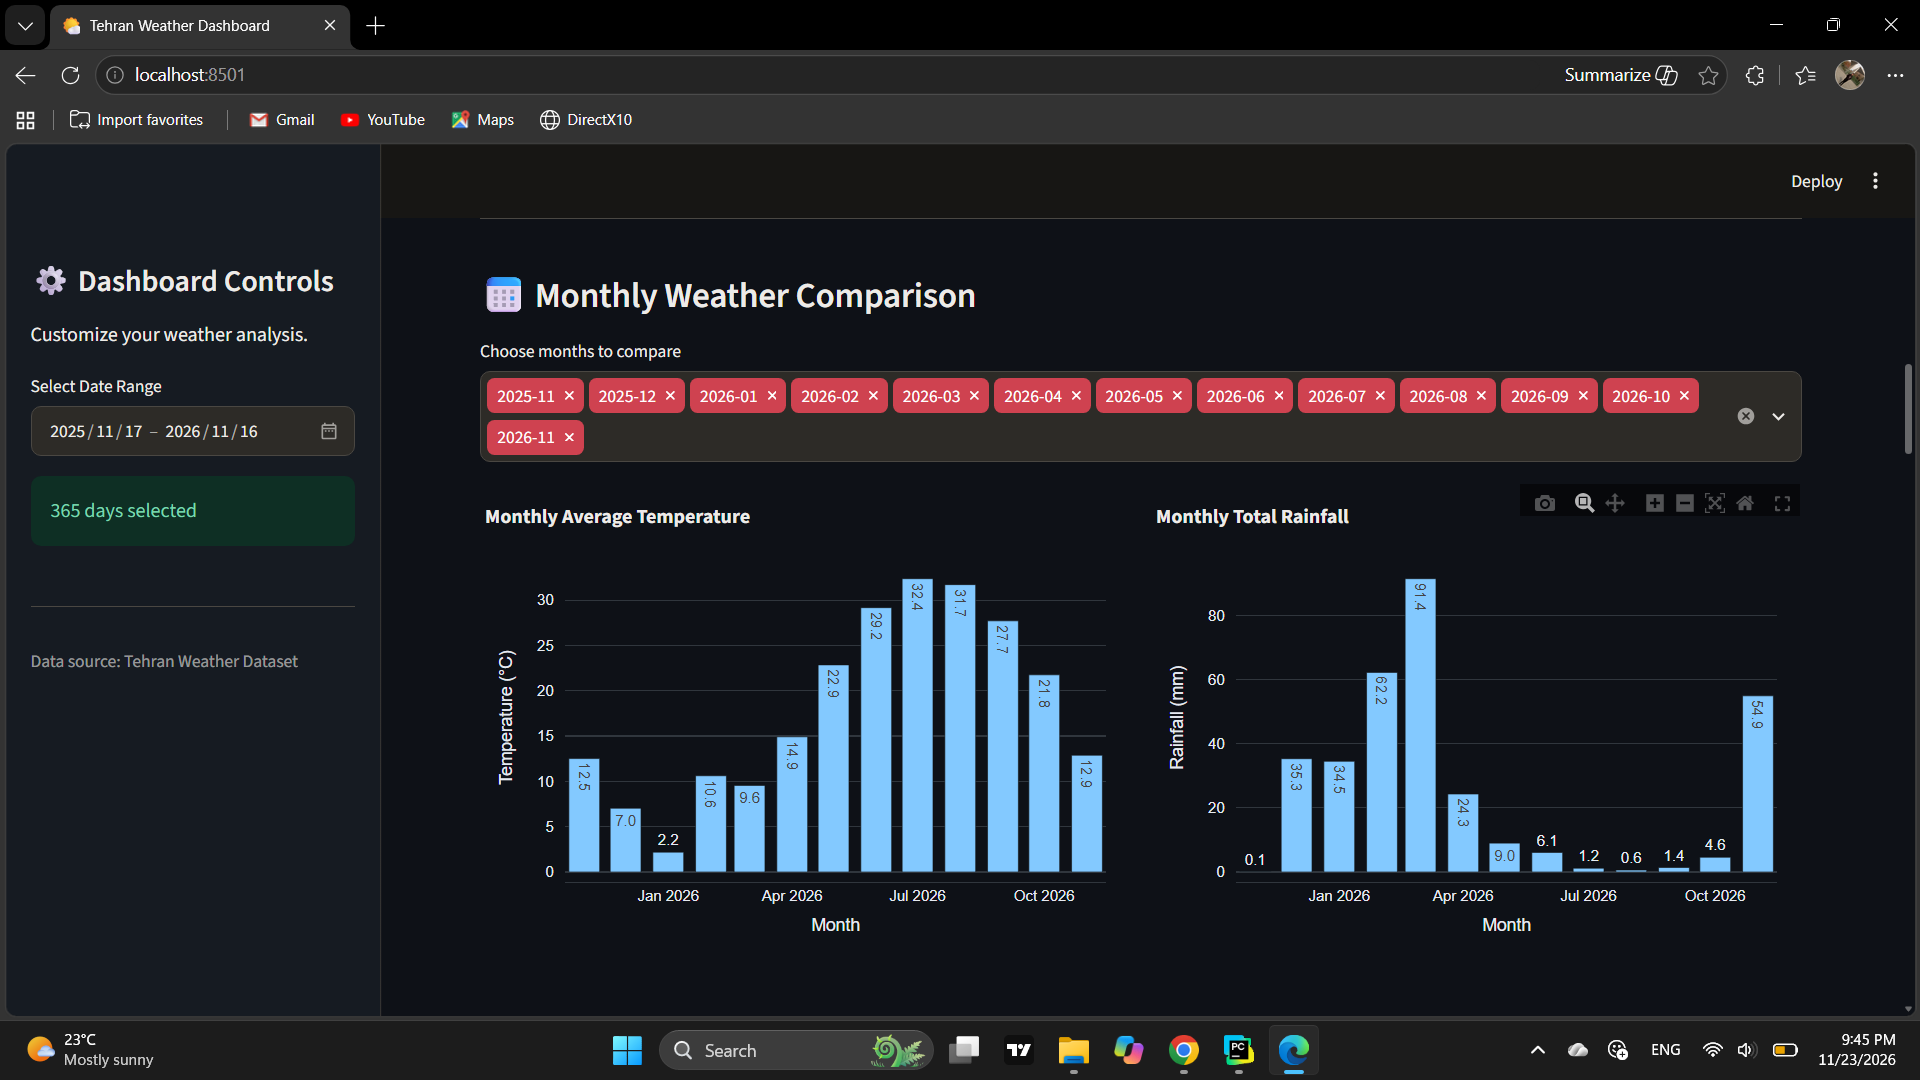 Tehran Weather Dashboard
localhost:8501
Summarize
Import favorites
Gmail
YouTube
Maps
DirectX10
Deploy
Dashboard Controls
Customize your weather analysis.
Select Date Range
2025/11/17 – 2026/11/16
365 days selected
Data source: Tehran Weather Dataset
Monthly Weather Comparison
Choose months to compare
2025-11 2025-12 2026-01 2026-02 2026-03 2026-04 2026-05 2026-06 2026-07 2026-08 2026-09 2026-10
2026-11
Monthly Average Temperature
Temperature (°C)
30
25
20
15
10
5
0
12.5
7.0
2.2
10.6
9.6
14.9
22.9
29.2
32.4
31.7
27.7
21.8
12.9
Jan 2026 Apr 2026 Jul 2026 Oct 2026
Month
Monthly Total Rainfall
Rainfall (mm)
80
60
40
20
0
0.1
35.3
34.5
62.2
91.4
24.3
9.0
6.1
1.2
0.6
1.4
4.6
54.9
Jan 2026 Apr 2026 Jul 2026 Oct 2026
Month
23°C
Mostly sunny
Search
PC
ENG
9:45 PM
11/23/2026